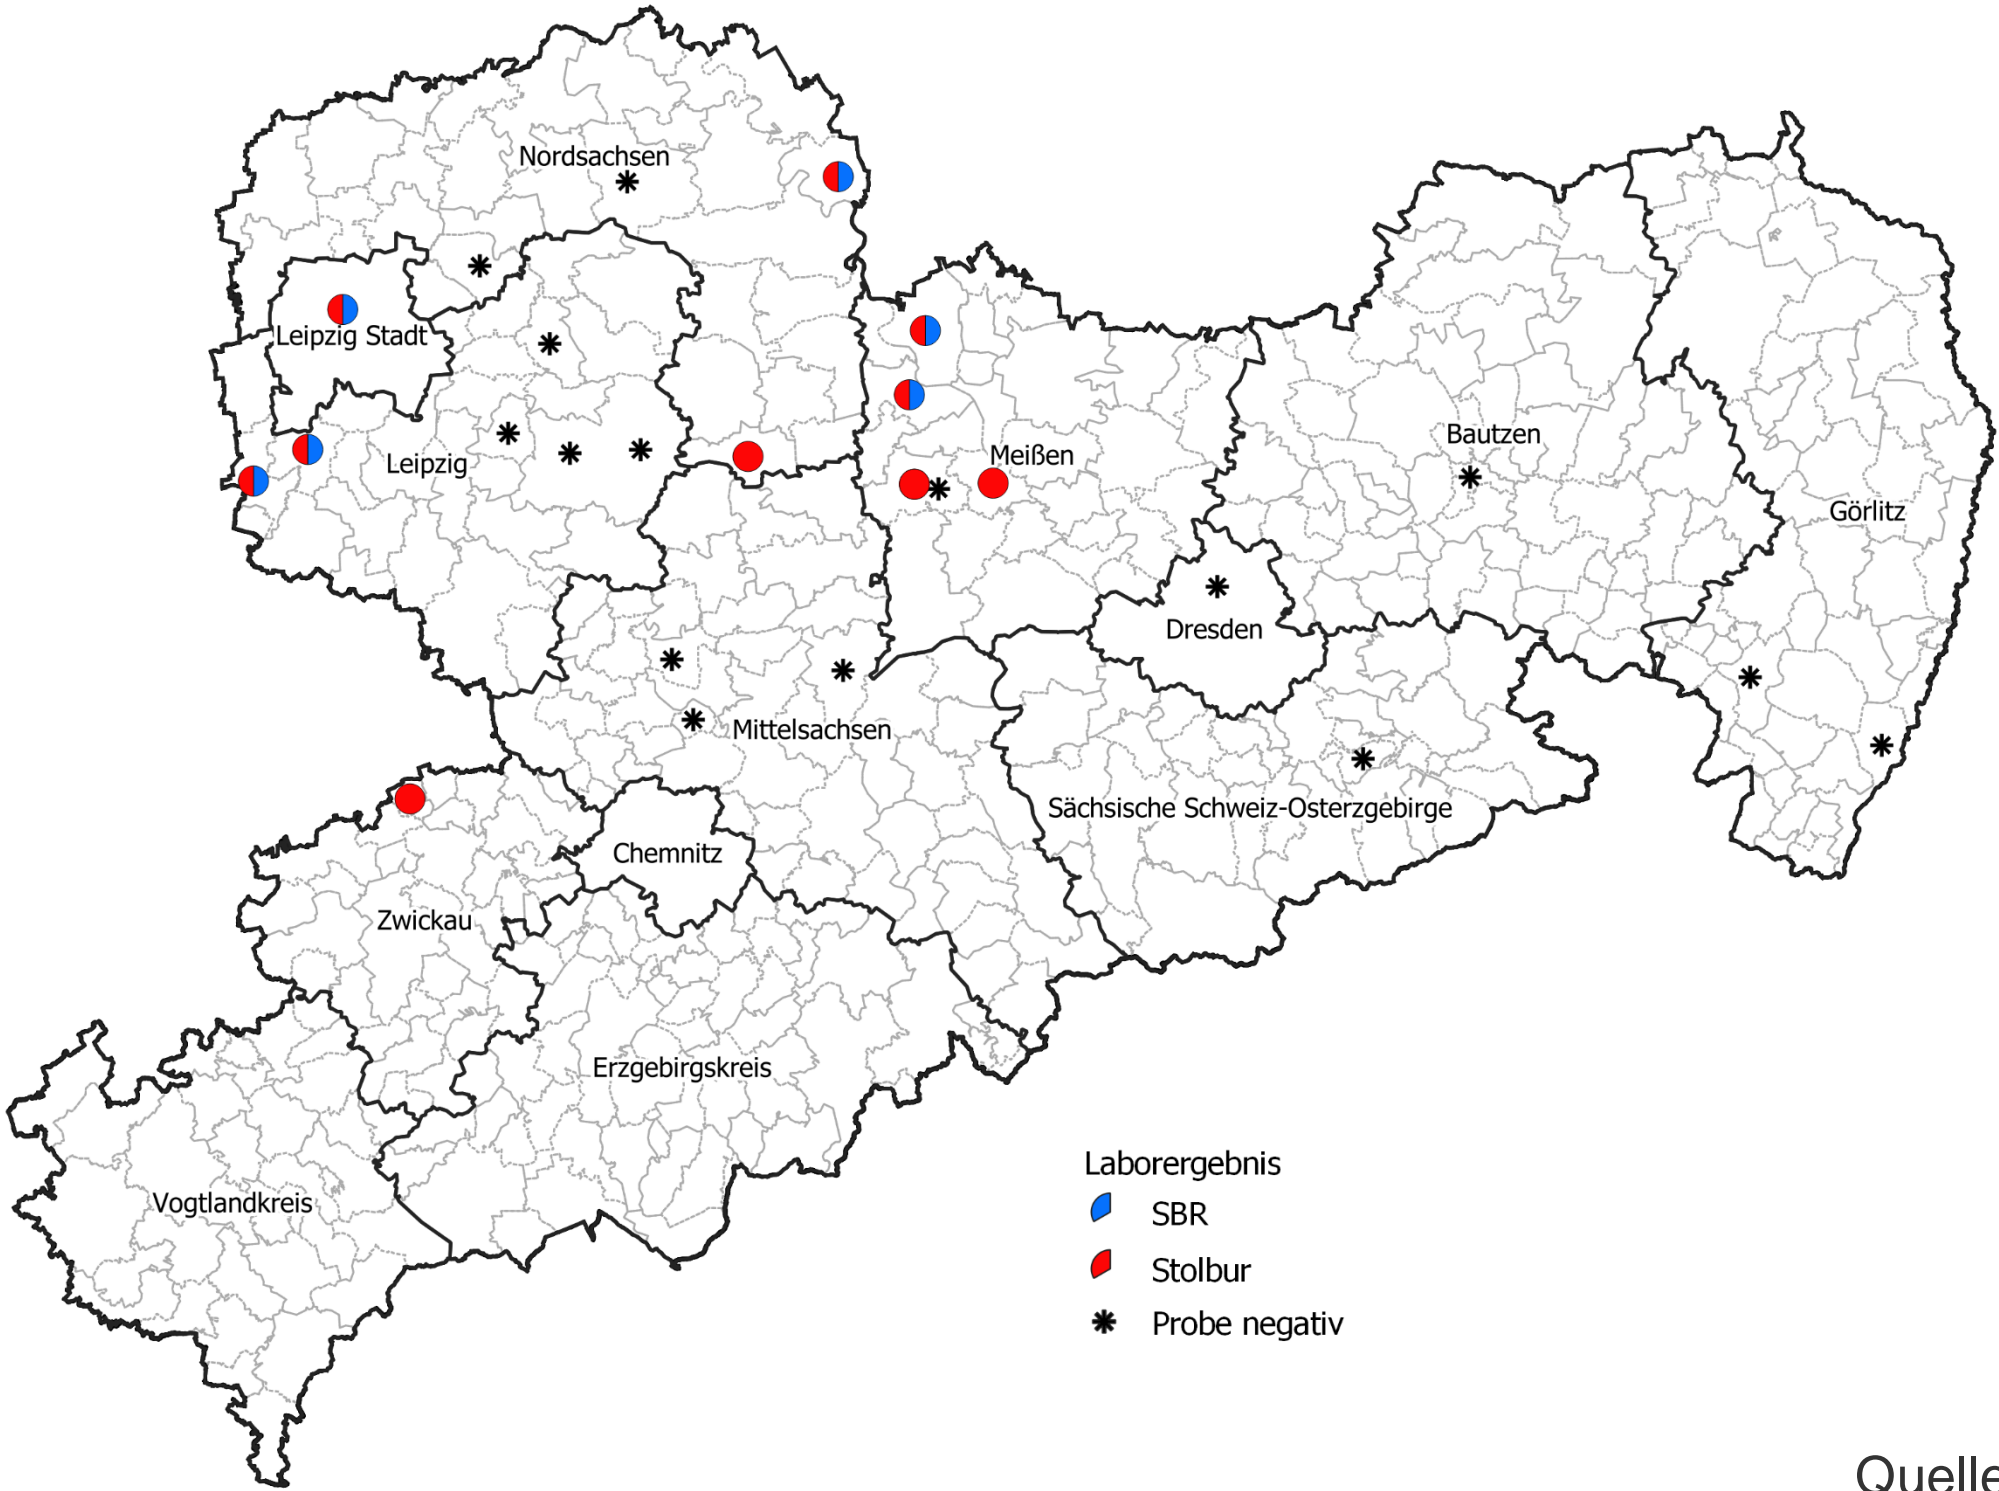 Nordsachsen
Leipzig Stadt
Leipzig
Meißen
Bautzen
Görlitz
Dresden
Mittelsachsen
Sächsische Schweiz-Osterzgebirge
Chemnitz
Zwickau
Erzgebirgskreis
Vogtlandkreis
Laborergebnis
SBR
Stolbur
Probe negativ
Quelle